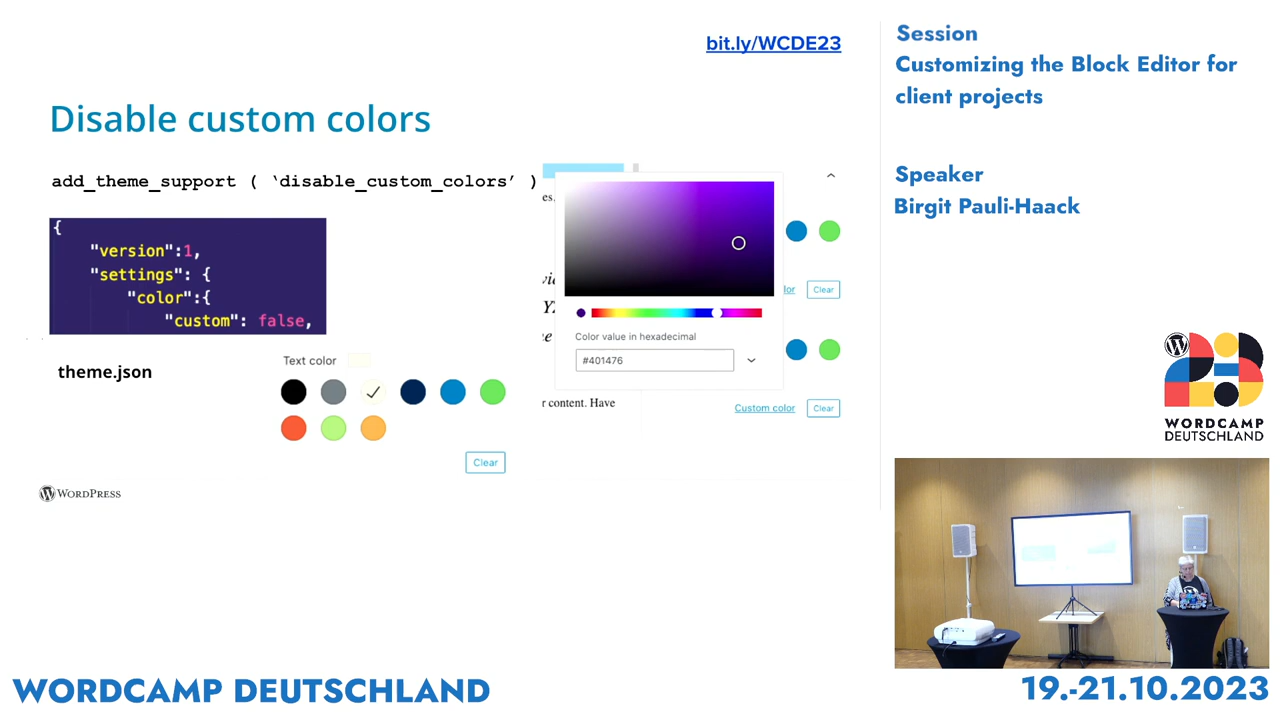 bit.ly/WCDE23
Disable custom colors
add_theme_support ( ‘disable_custom_colors’ )
{
"version":1,
"settings": {
"color":{
"custom": false,
theme.json
Text color
Clear
es.
Color value in hexadecimal
#401476
lor
Clear
r content. Have
Custom color
Clear
WORDPRESS
Session
Customizing the Block Editor for
client projects
Speaker
Birgit Pauli-Haack
WORDCAMP
DEUTSCHLAND
WORDCAMP DEUTSCHLAND
19.-21.10.2023